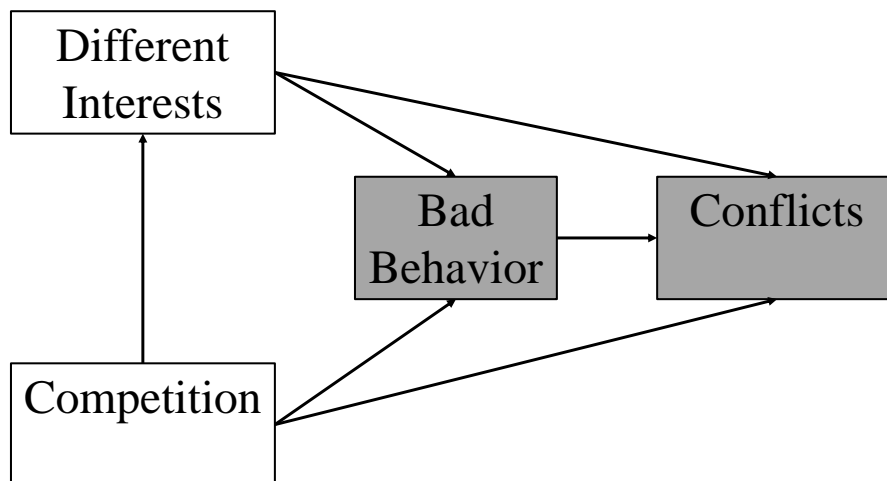 Different
Interests
Bad
Behavior
Conflicts
Competition